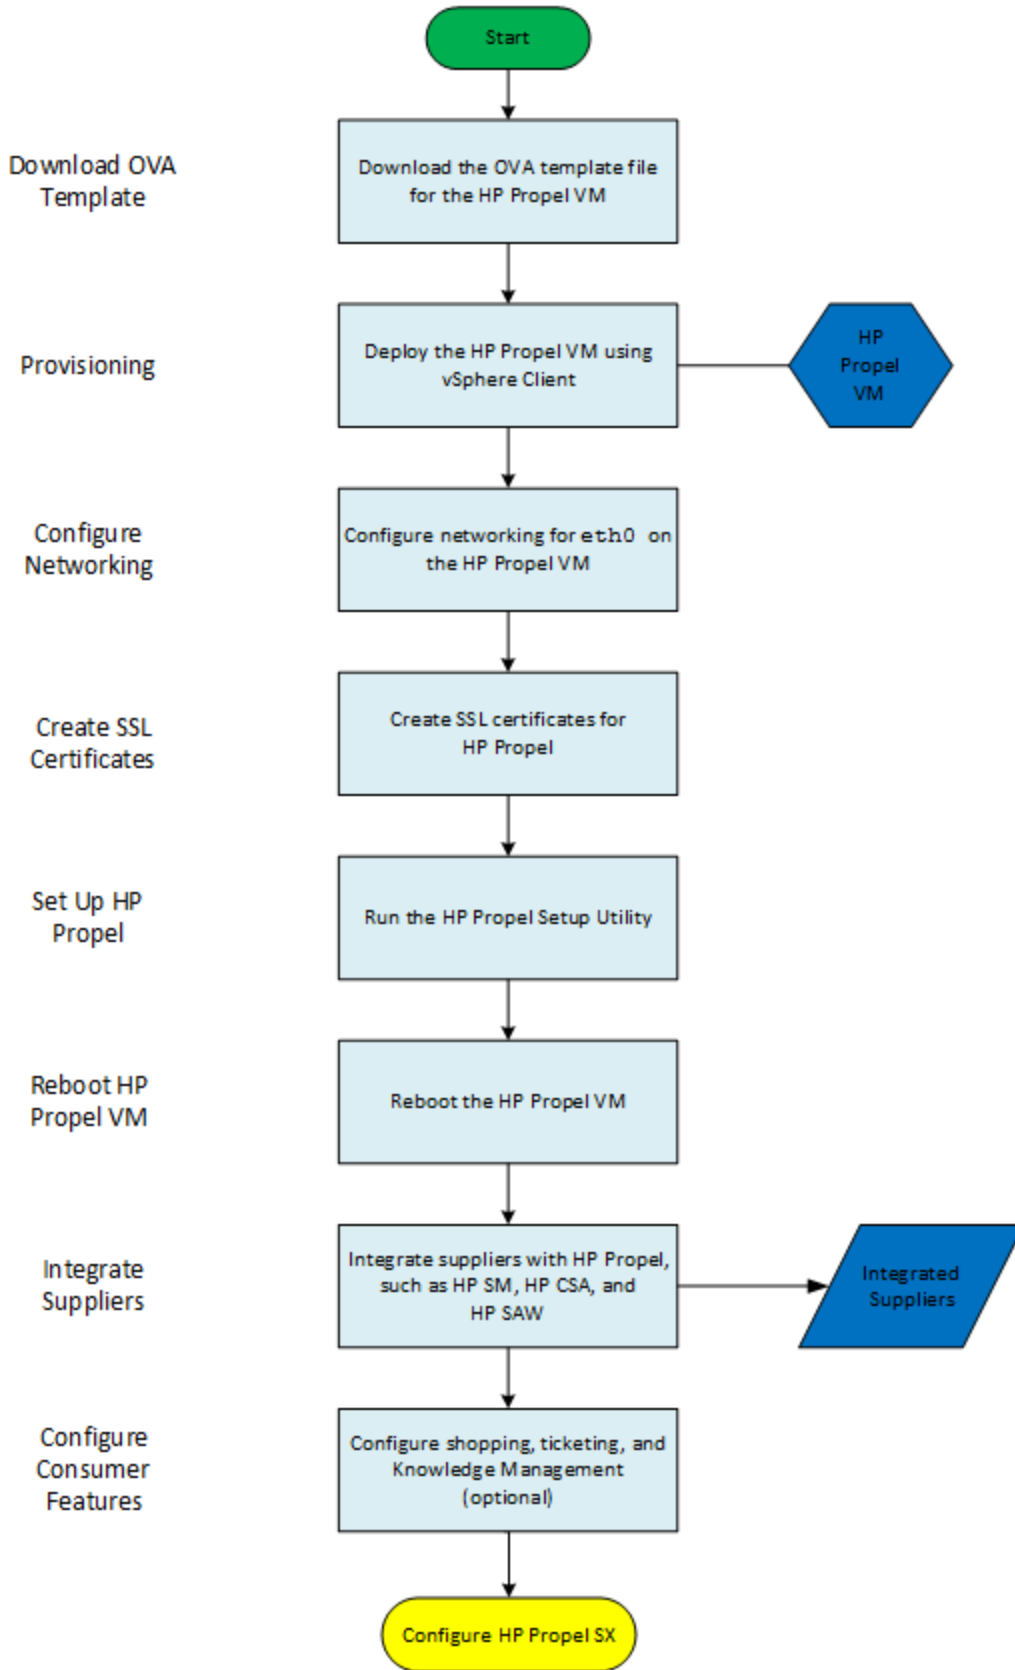 Start
Download OVA
Template
Download the OVA template file
for the HP Propel VM
Provisioning
Deploy the HP Propel VM using
vSphere Client
HP
Propel
VM
Configure
Networking
Configure networking for eth0 on
the HP Propel VM
Create SSL
Certificates
Create SSL certificates for
HP Propel
Set Up HP
Propel
Run the HP Propel Setup Utility
Reboot HP
Propel VM
Reboot the HP Propel VM
Integrate
Suppliers
Integrate suppliers with HP Propel,
such as HP SM, HP CSA, and
HP SAW
Integrated
Suppliers
Configure
Consumer
Features
Configure shopping, ticketing, and
Knowledge Management
(optional)
Configure HP Propel SX